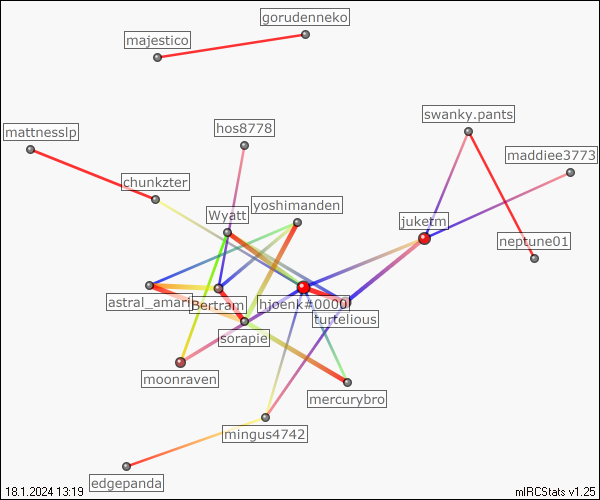 gorudenneko
majestico
swanky.pants
mattnesslp
hos8778
maddiee3773
chunkzter
yoshimanden
Wyatt
juketm
neptune01
astral_amari
Bertram
hjoenk#0000
turtelious
sorapie
moonraven
mercurybro
mingus4742
edgepanda
18.1.2024 13:19
mIRCStats v1.25